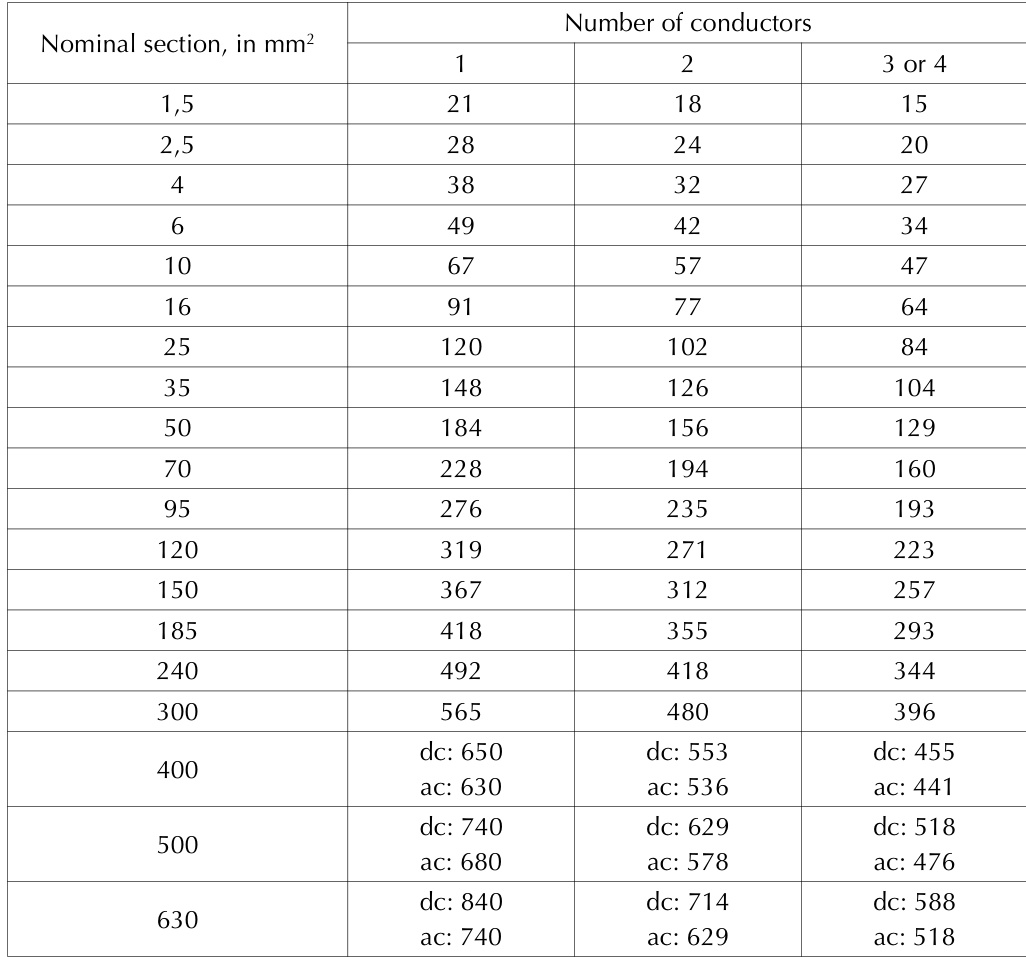 Nominal section, in mm²
Number of conductors
1 2 3 or 4
1,5 21 18 15
2,5 28 24 20
4 38 32 27
6 49 42 34
10 67 57 47
16 91 77 64
25 120 102 84
35 148 126 104
50 184 156 129
70 228 194 160
95 276 235 193
120 319 271 223
150 367 312 257
185 418 355 293
240 492 418 344
300 565 480 396
400
dc: 650 dc: 553 dc: 455
ac: 630 ac: 536 ac: 441
500
dc: 740 dc: 629 dc: 518
ac: 680 ac: 578 ac: 476
630
dc: 840 dc: 714 dc: 588
ac: 740 ac: 629 ac: 518